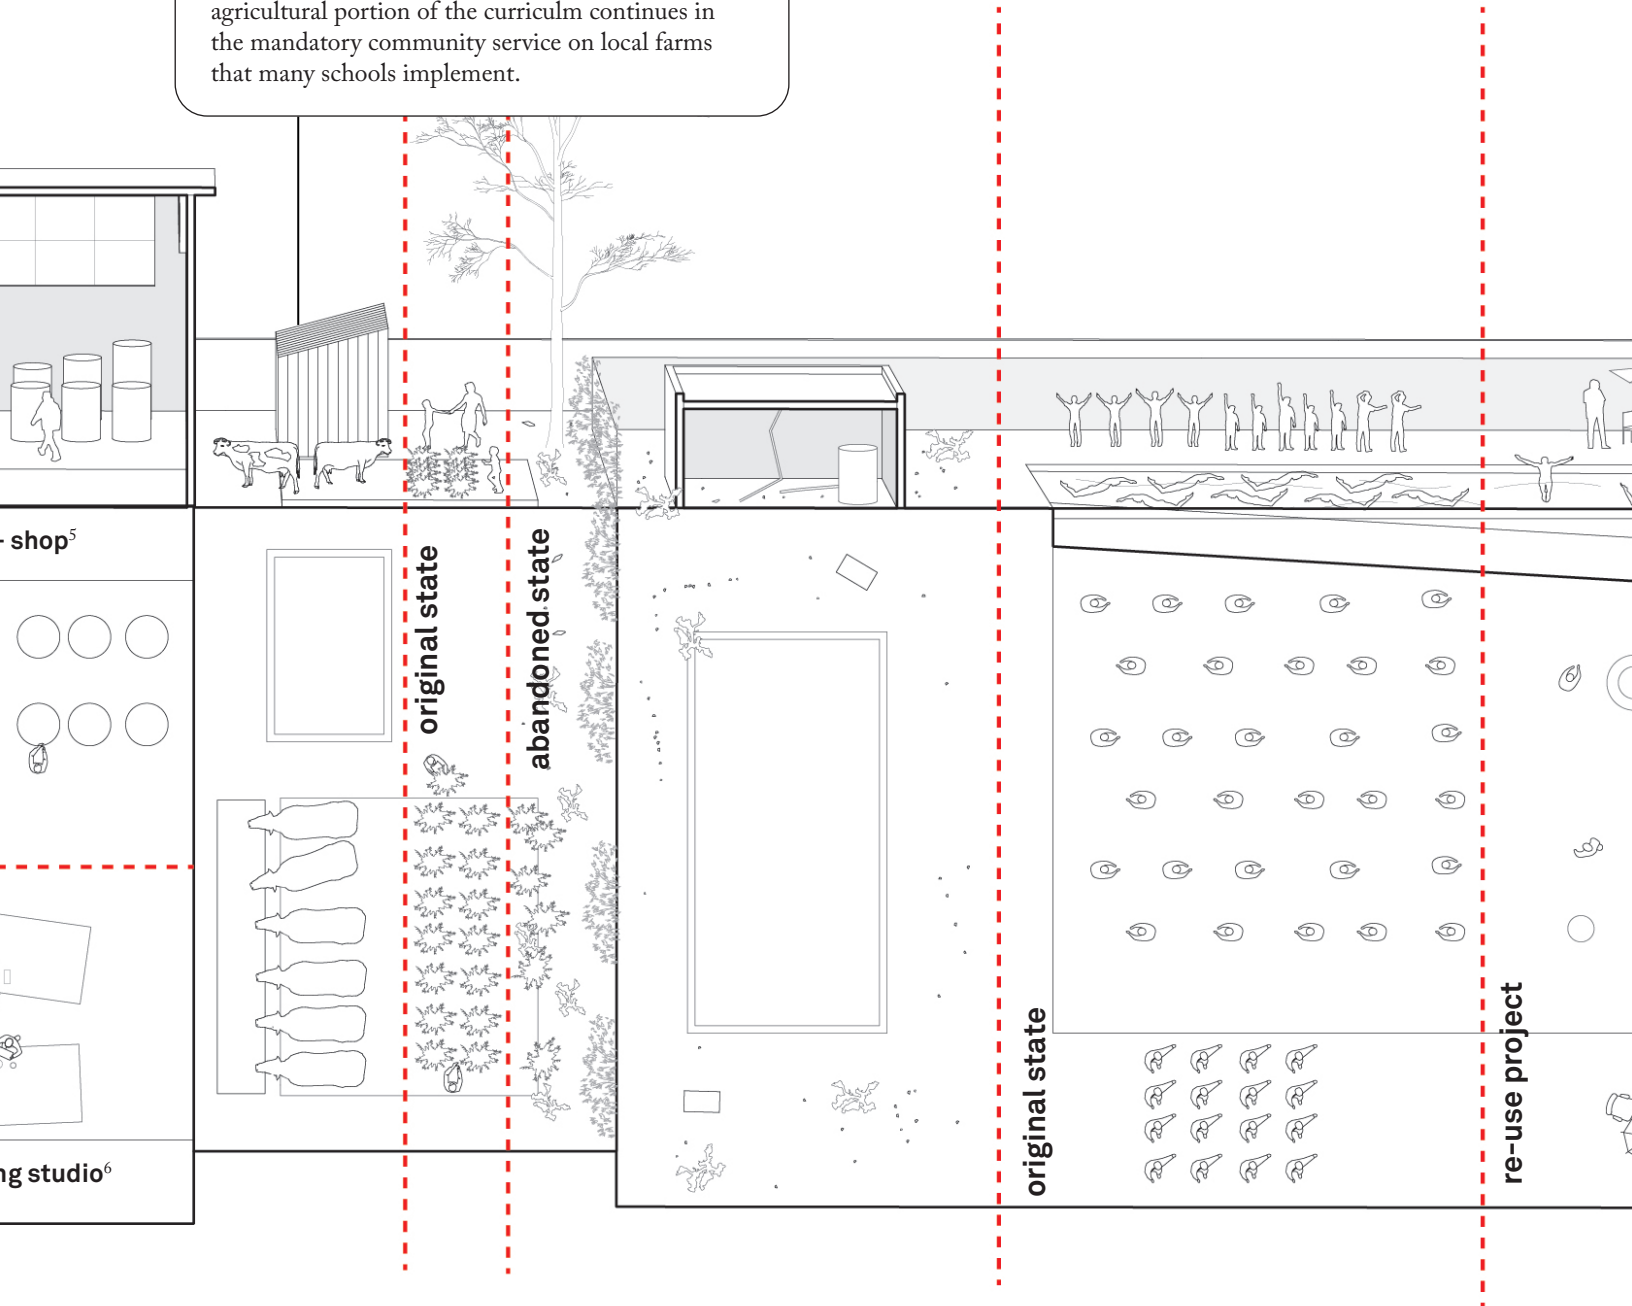 agricultural portion of the curriculm continues in
the mandatory community service on local farms
that many schools implement.
shop⁵
original state
abandoned state
original state
re-use project
studio⁶